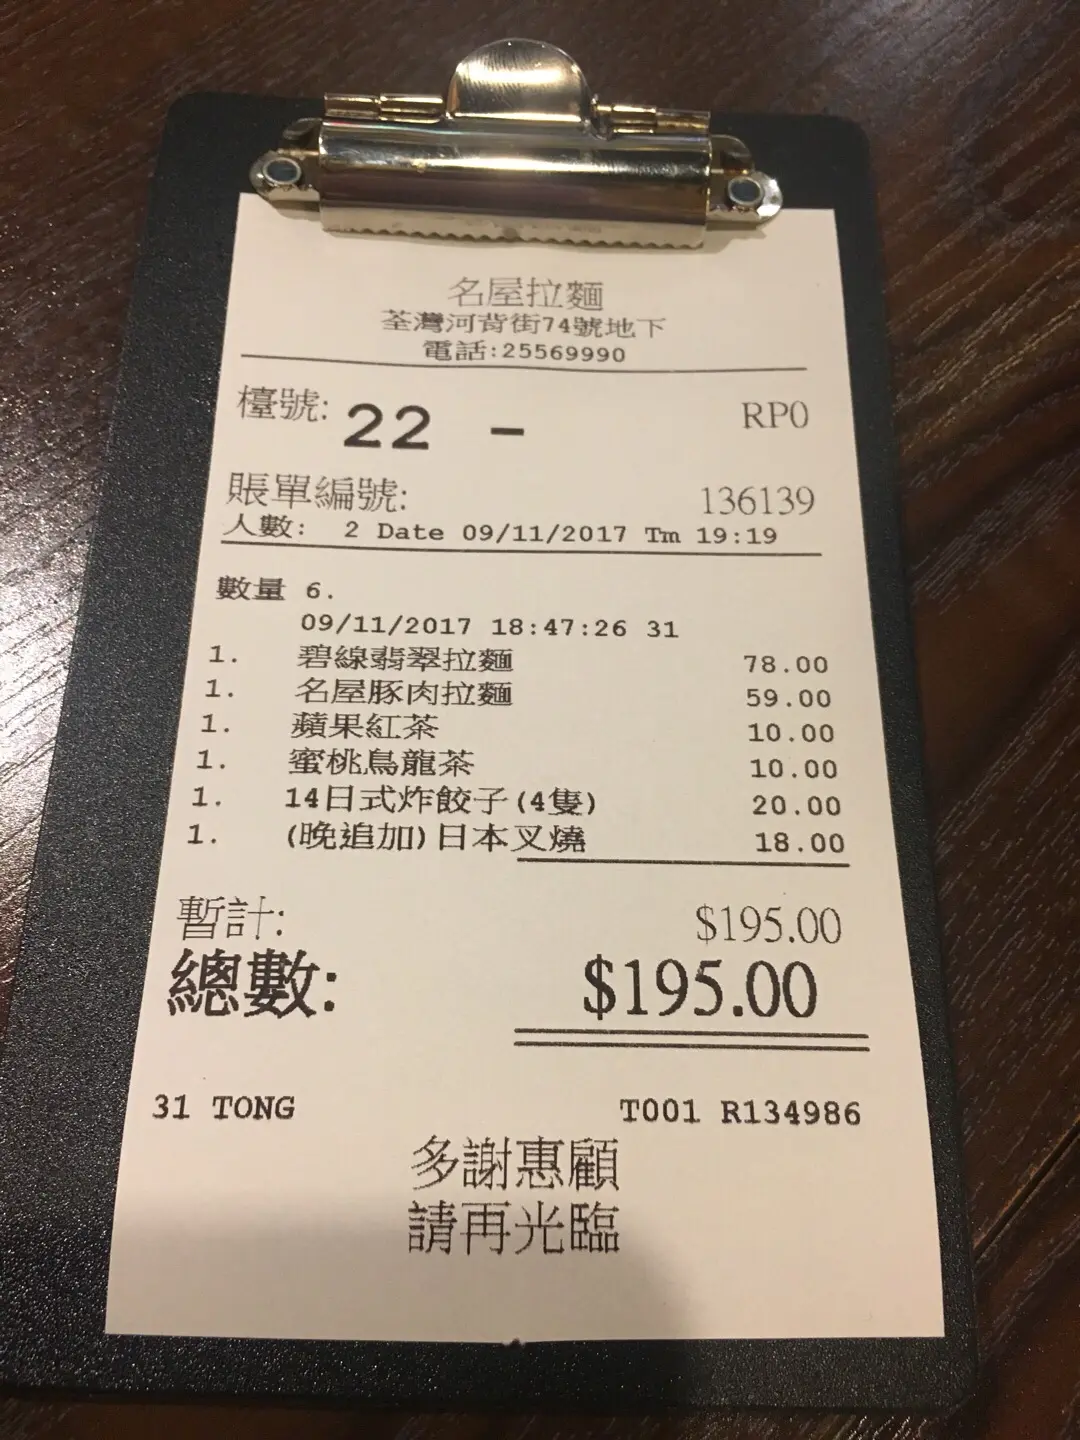 名屋拉麵
荃灣河背街74號地下
電話:25569990
檯號: 22 - RP0
賬單編號: 136139
人數: 2 Date 09/11/2017 Tm 19:19
數量 6.
09/11/2017 18:47:26 31
1. 碧綠翡翠拉麵 78.00
1. 名屋豚肉拉麵 59.00
1. 蘋果紅茶 10.00
1. 蜜桃烏龍茶 10.00
1. 14日式炸餃子(4隻) 20.00
1. (晚追加)日本叉燒 18.00
暫計: $195.00
總數: $195.00
31 TONG T001 R134986
多謝惠顧
請再光臨